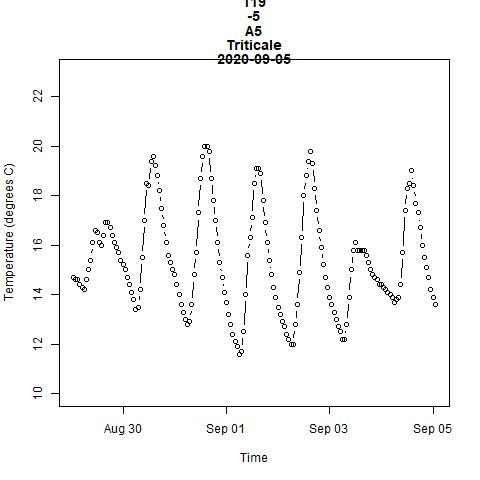 T19
-5
A5
Triticale
2020-09-05
22
20
18
16
14
12
10
Temperature (degrees C)
Aug 30
Sep 01
Sep 03
Sep 05
Time